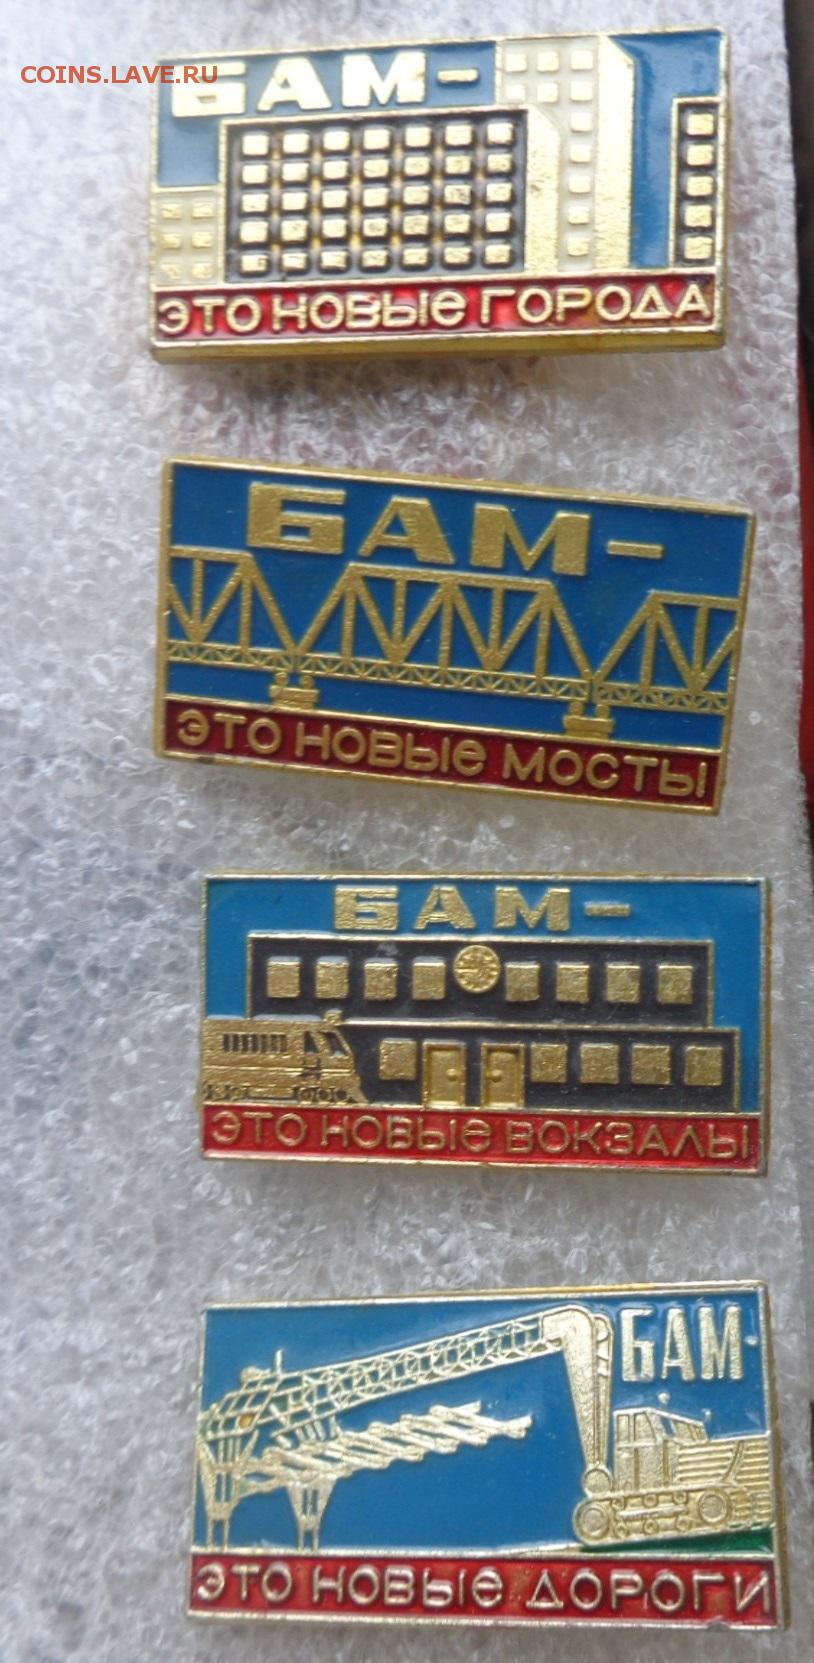 COINS.LAVE.RU
БАМ-
ЭТО НОВЫЕ ГОРОДА
БАМ-
ЭТО НОВЫЕ МОСТЫ
БАМ-
ЭТО НОВЫЕ ВОКЗАЛЫ
БАМ-
ЭТО НОВЫЕ ДОРОГИ